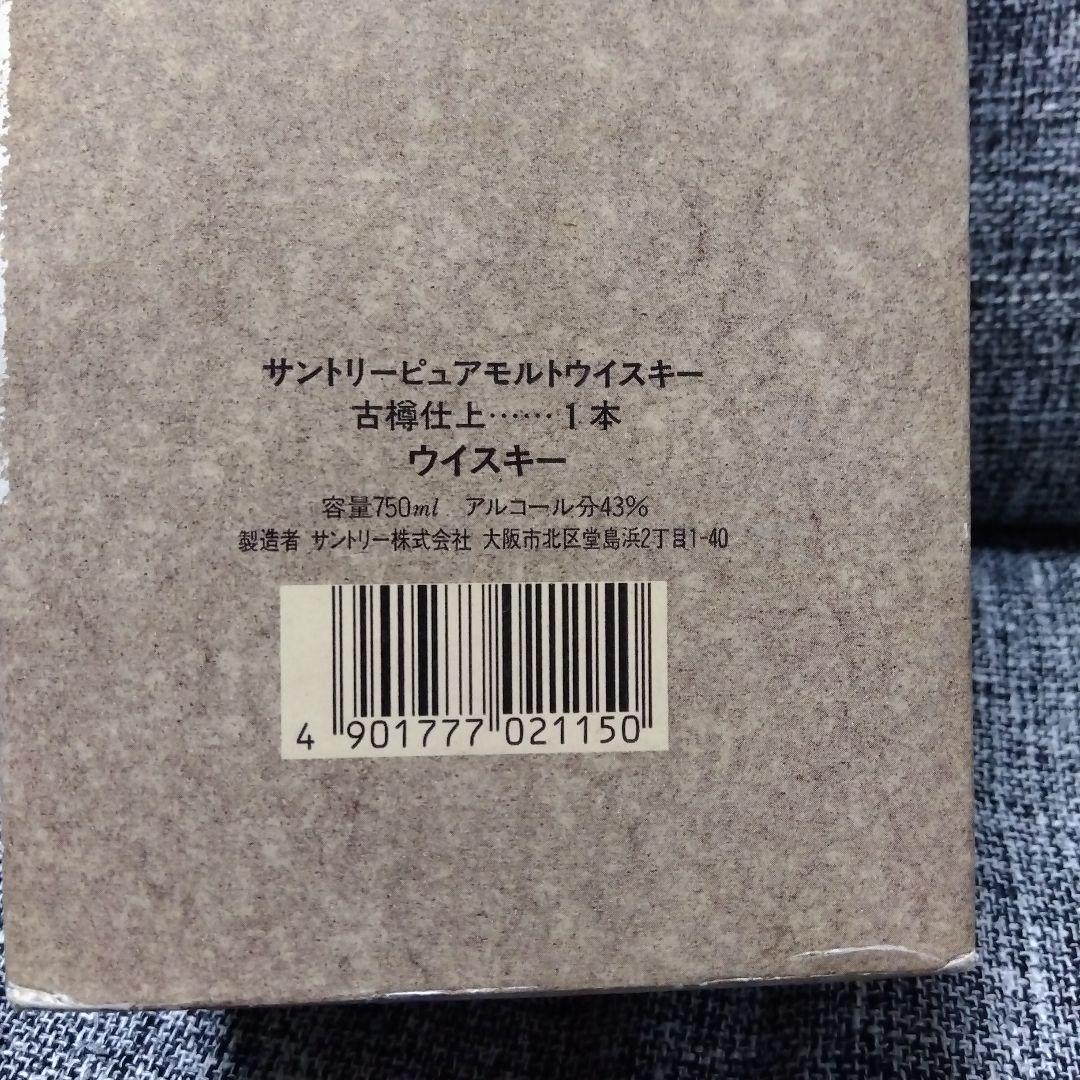 サントリーピュアモルトウイスキー
古樽仕上……1本
ウイスキー
容量750ml アルコール分43%
製造者 サントリー株式会社 大阪市北区堂島浜2丁目1-40
4 901777 021150